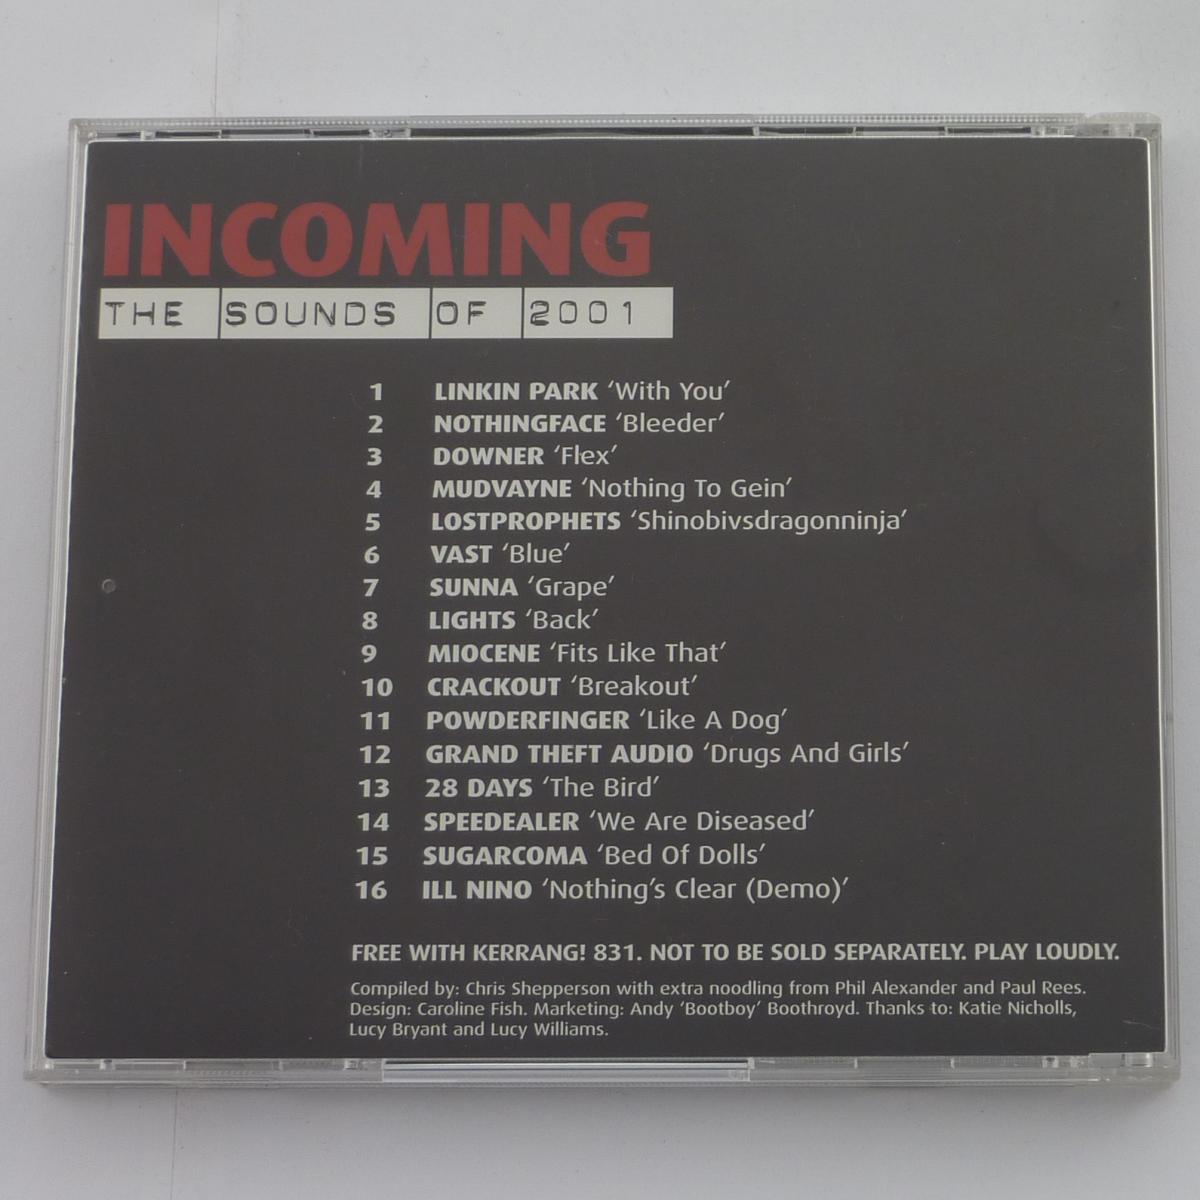 INCOMING
THE SOUNDS OF 2001
1 LINKIN PARK ‘With You’
2 NOTHINGFACE ‘Bleeder’
3 DOWNER ‘Flex’
4 MUDVAYNE ‘Nothing To Gein’
5 LOSTPROPHETS ‘Shinobivsdragonninja’
6 VAST ‘Blue’
7 SUNNA ‘Grape’
8 LIGHTS ‘Back’
9 MIOCENE ‘Fits Like That’
10 CRACKOUT ‘Breakout’
11 POWDERFINGER ‘Like A Dog’
12 GRAND THEFT AUDIO ‘Drugs And Girls’
13 28 DAYS ‘The Bird’
14 SPEEDEALER ‘We Are Diseased’
15 SUGARCOMA ‘Bed Of Dolls’
16 ILL NINO ‘Nothing’s Clear (Demo)’
FREE WITH KERRANG! 831. NOT TO BE SOLD SEPARATELY. PLAY LOUDLY.
Compiled by: Chris Shepperson with extra noodling from Phil Alexander and Paul Rees.
Design: Caroline Fish. Marketing: Andy ‘Bootboy’ Boothroyd. Thanks to: Katie Nicholls,
Lucy Bryant and Lucy Williams.